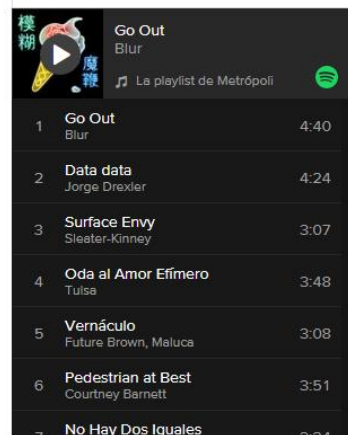 模糊
魔鞭
Go Out
Blur
La playlist de Metrópoli
1 Go Out 4:40
Blur
2 Data data 4:24
Jorge Drexler
3 Surface Envy 3:07
Sleater-Kinney
4 Oda al Amor Efímero 3:48
Tulsa
5 Vernáculo 3:08
Future Brown, Maluca
6 Pedestrian at Best 3:51
Courtney Barnett
No Hay Dos Iguales